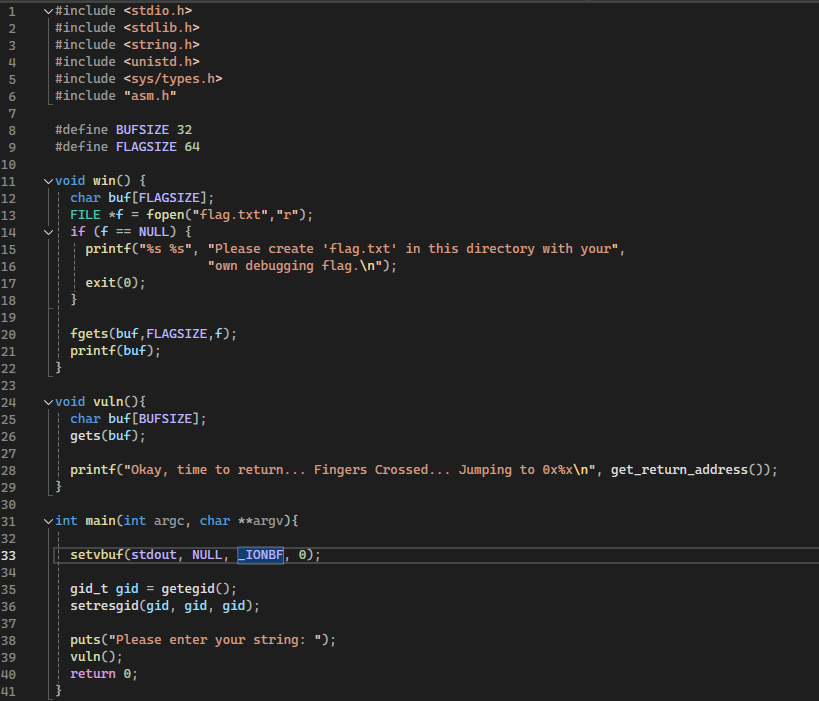 1 #include <stdio.h>
2 #include <stdlib.h>
3 #include <string.h>
4 #include <unistd.h>
5 #include <sys/types.h>
6 #include "asm.h"
7
8 #define BUFSIZE 32
9 #define FLAGSIZE 64
10
11 void win() {
12   char buf[FLAGSIZE];
13   FILE *f = fopen("flag.txt","r");
14   if (f == NULL) {
15     printf("%s %s", "Please create 'flag.txt' in this directory with your",
16                     "own debugging flag.\n");
17     exit(0);
18   }
19
20   fgets(buf,FLAGSIZE,f);
21   printf(buf);
22 }
23
24 void vuln(){
25   char buf[BUFSIZE];
26   gets(buf);
27
28   printf("Okay, time to return... Fingers Crossed... Jumping to 0x%x\n", get_return_address());
29 }
30
31 int main(int argc, char **argv){
32
33   setvbuf(stdout, NULL, _IONBF, 0);
34
35   gid_t gid = getegid();
36   setresgid(gid, gid, gid);
37
38   puts("Please enter your string: ");
39   vuln();
40   return 0;
41 }